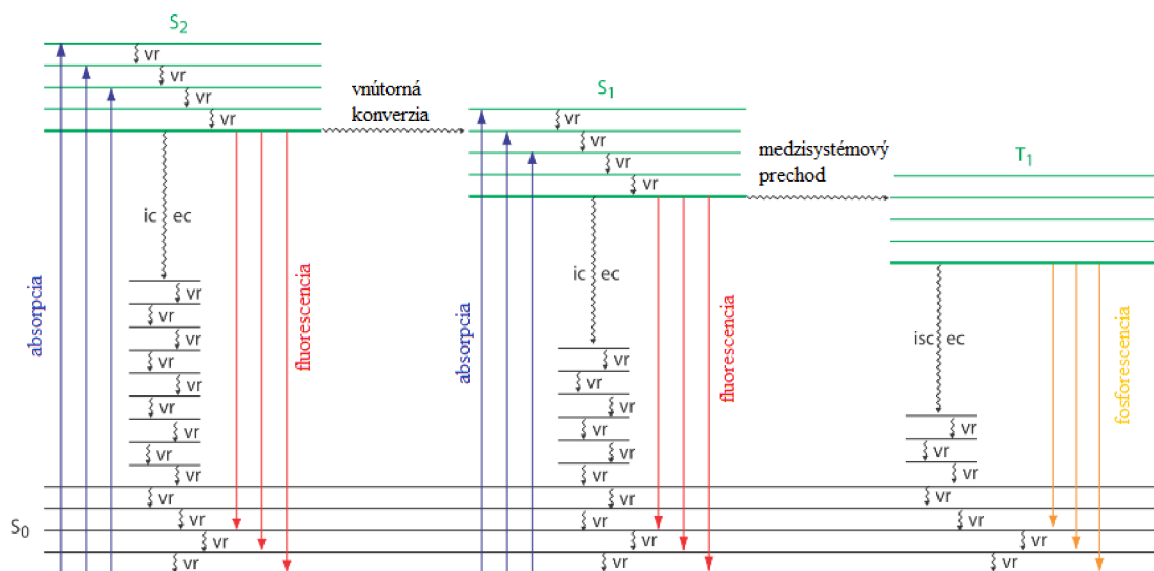 S2
vr
vr
vr
vr
vnútorná
konverzia
ic ec
absorpcia
fluorescencia
vr
vr
vr
vr
vr
vr
vr
vr
vr
vr
vr
vr
vr
S1
vr
vr
vr
vr
medzisystémový
prechod
ic ec
absorpcia
fluorescencia
vr
vr
vr
vr
vr
vr
vr
vr
vr
vr
T1
isc ec
fosforescencia
vr
vr
vr
vr
vr
vr
vr
S0